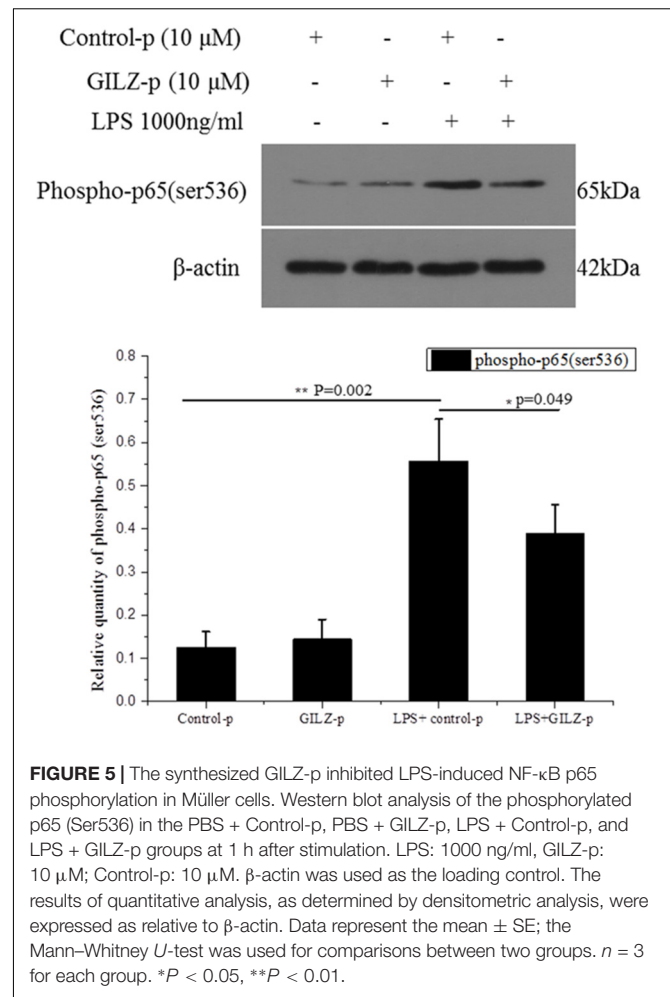 Control-p (10 μM) + - + -
GILZ-p (10 μM) - + - +
LPS 1000ng/ml - - + +
Phospho-p65(ser536) 65kDa
β-actin 42kDa
phospho-p65(ser536)
** P=0.002
* p=0.049
Relative quantity of phospho-p65 (ser536)
0.8
0.7
0.6
0.5
0.4
0.3
0.2
0.1
0.0
Control-p GILZ-p LPS+ control-p LPS+GILZ-p
FIGURE 5 | The synthesized GILZ-p inhibited LPS-induced NF-κB p65
phosphorylation in Müller cells. Western blot analysis of the phosphorylated
p65 (Ser536) in the PBS + Control-p, PBS + GILZ-p, LPS + Control-p, and
LPS + GILZ-p groups at 1 h after stimulation. LPS: 1000 ng/ml, GILZ-p:
10 μM; Control-p: 10 μM. β-actin was used as the loading control. The
results of quantitative analysis, as determined by densitometric analysis, were
expressed as relative to β-actin. Data represent the mean ± SE; the
Mann–Whitney U-test was used for comparisons between two groups. n = 3
for each group. *P < 0.05, **P < 0.01.